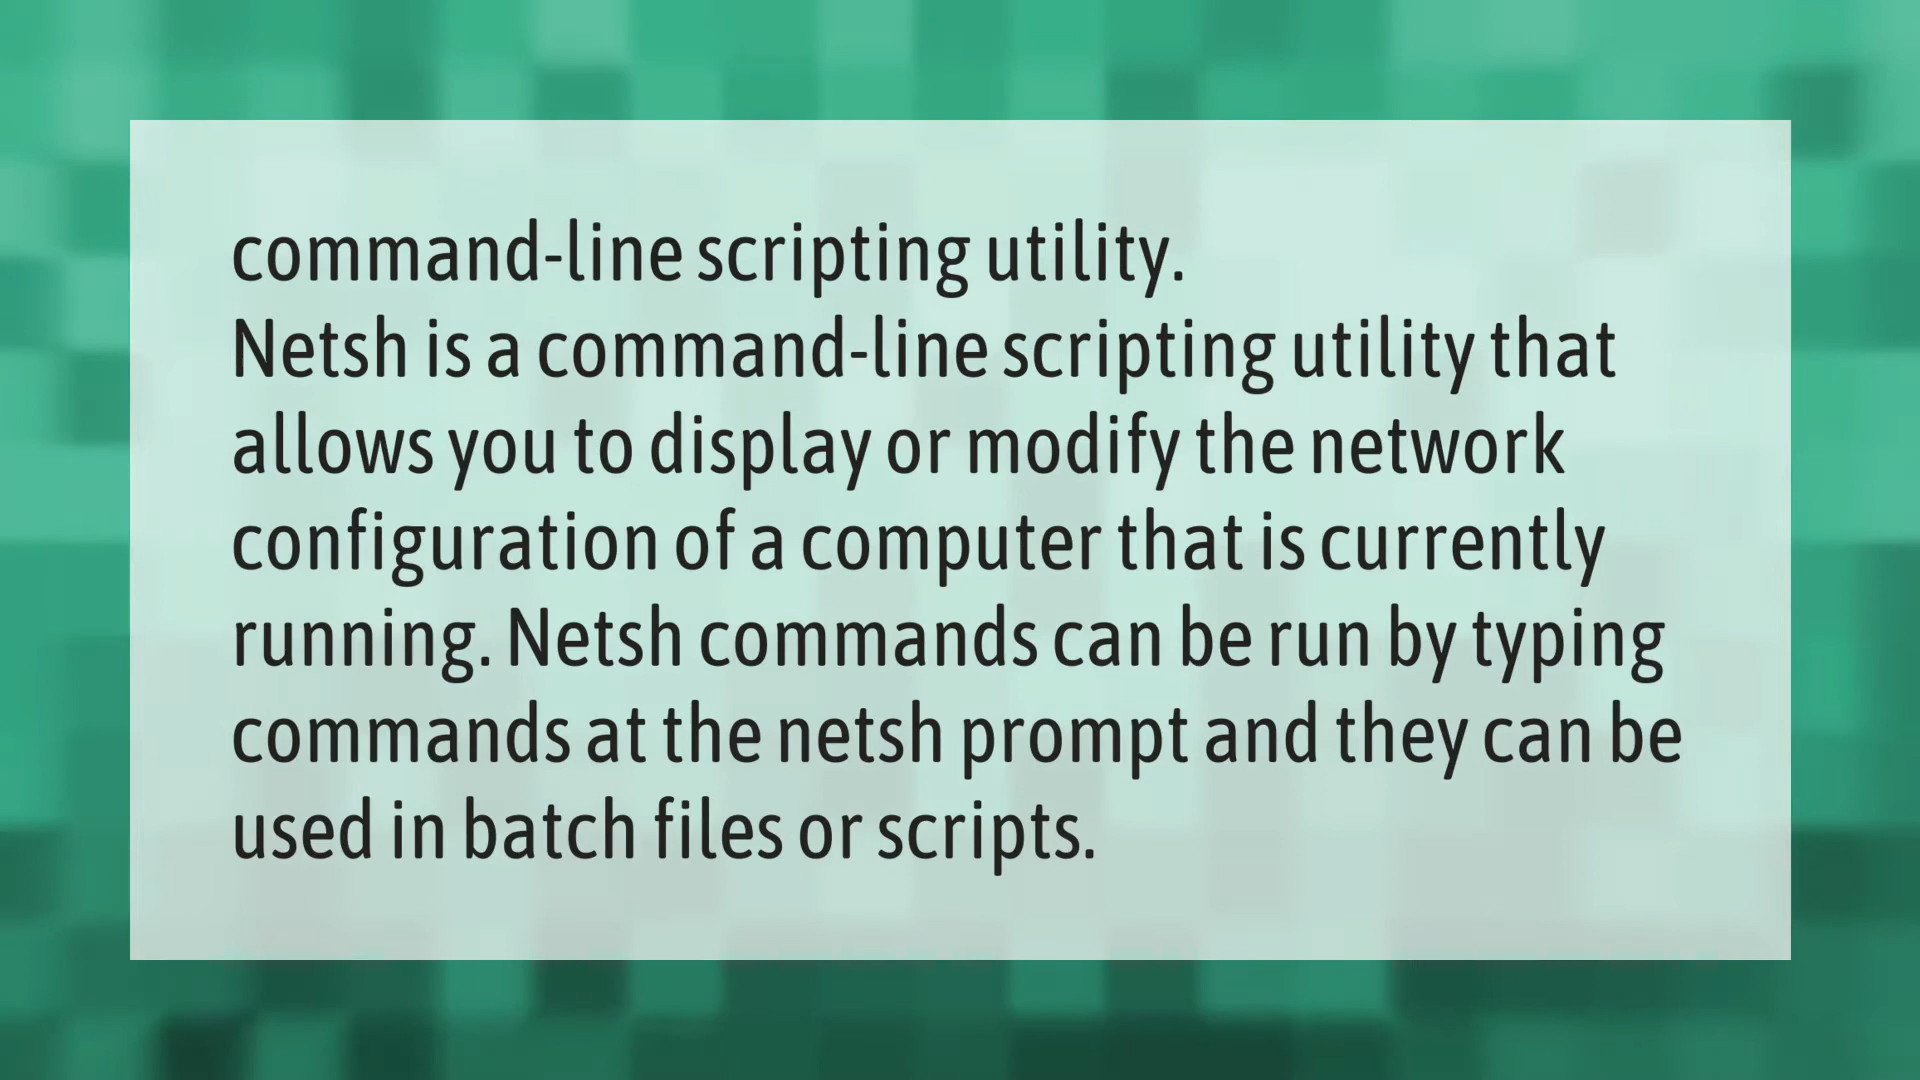 command-line scripting utility.
Netsh is a command-line scripting utility that
allows you to display or modify the network
configuration of a computer that is currently
running. Netsh commands can be run by typing
commands at the netsh prompt and they can be
used in batch files or scripts.